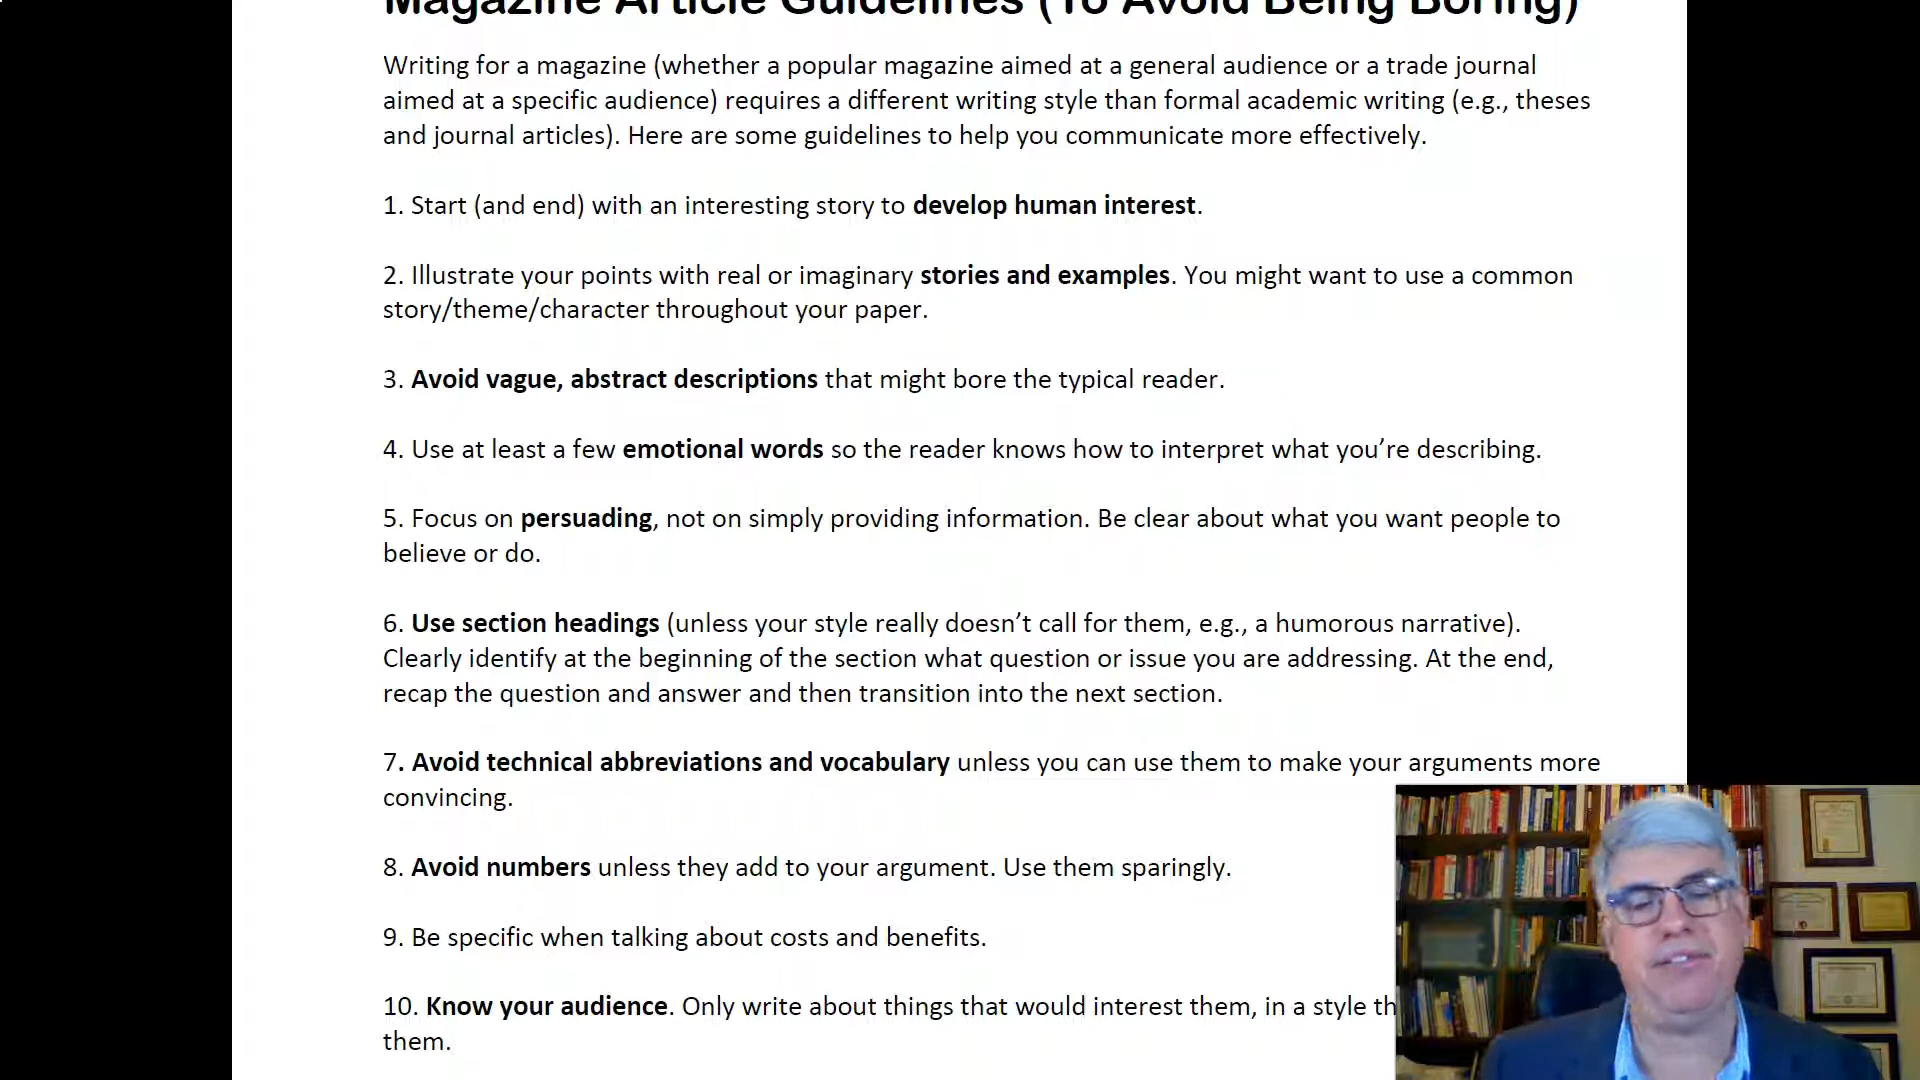 Magazine Article Guidelines (To Avoid Being Boring)
Writing for a magazine (whether a popular magazine aimed at a general audience or a trade journal
aimed at a specific audience) requires a different writing style than formal academic writing (e.g., theses
and journal articles). Here are some guidelines to help you communicate more effectively.
1. Start (and end) with an interesting story to develop human interest.
2. Illustrate your points with real or imaginary stories and examples. You might want to use a common
story/theme/character throughout your paper.
3. Avoid vague, abstract descriptions that might bore the typical reader.
4. Use at least a few emotional words so the reader knows how to interpret what you’re describing.
5. Focus on persuading, not on simply providing information. Be clear about what you want people to
believe or do.
6. Use section headings (unless your style really doesn’t call for them, e.g., a humorous narrative).
Clearly identify at the beginning of the section what question or issue you are addressing. At the end,
recap the question and answer and then transition into the next section.
7. Avoid technical abbreviations and vocabulary unless you can use them to make your arguments more
convincing.
8. Avoid numbers unless they add to your argument. Use them sparingly.
9. Be specific when talking about costs and benefits.
10. Know your audience. Only write about things that would interest them, in a style
them.